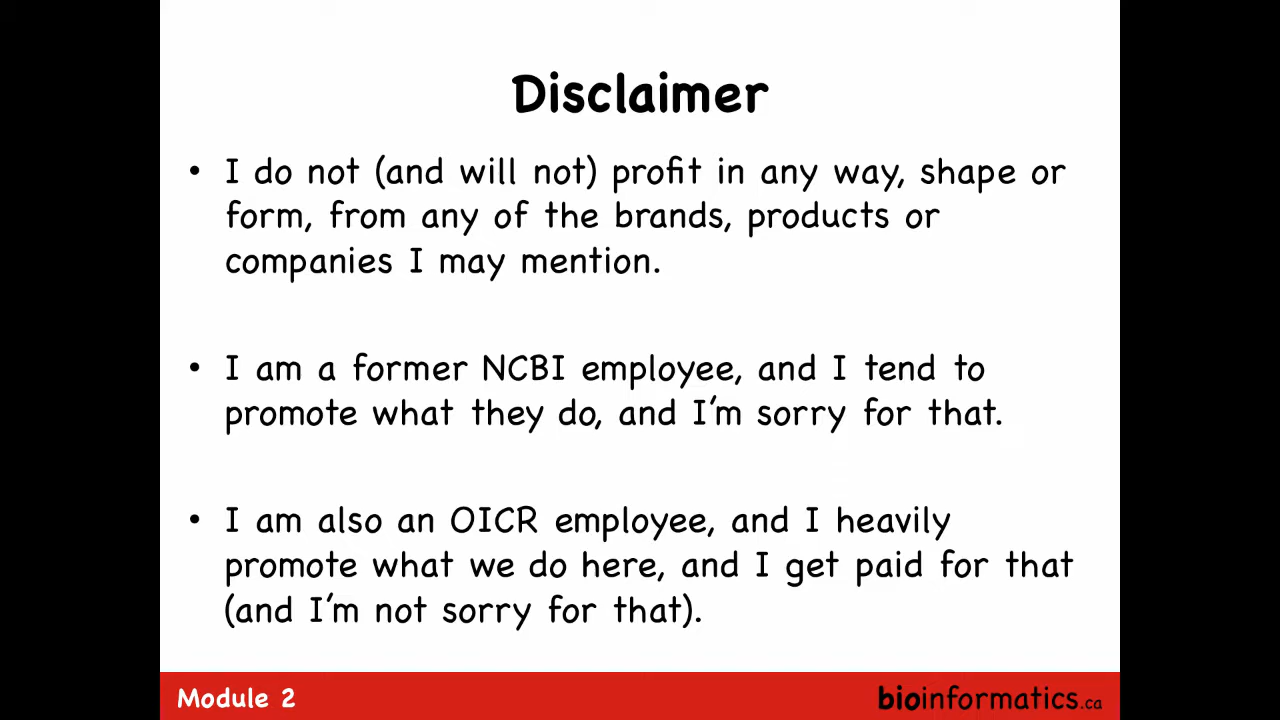 Disclaimer
• I do not (and will not) profit in any way, shape or
form, from any of the brands, products or
companies I may mention.
• I am a former NCBI employee, and I tend to
promote what they do, and I’m sorry for that.
• I am also an OICR employee, and I heavily
promote what we do here, and I get paid for that
(and I’m not sorry for that).
Module 2
bioinformatics.ca